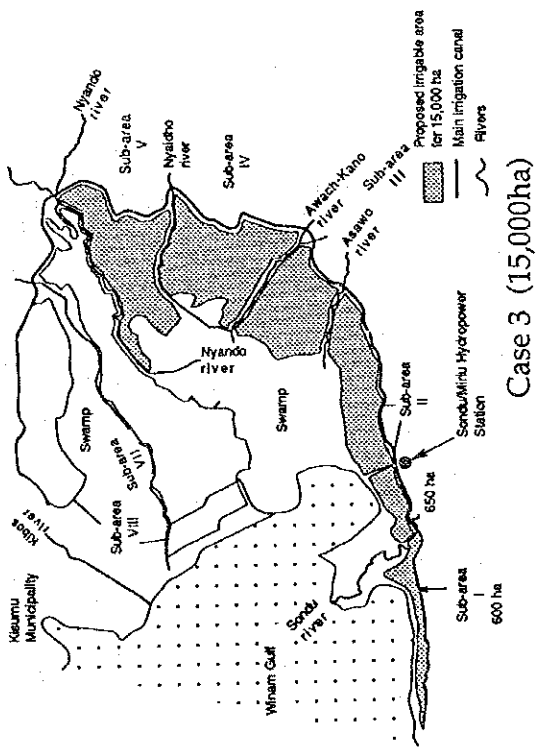 Nyando
river
Sub-area
V
Nyaidho
river
Sub-area
IV
Awach-Kano
river
Sub-area
III
Asawo
river
Kisumu
Municipality
Kibos
river
Swamp
Sub-area
VII
Sub-area
VIII
Nyando
river
Swamp
Winam Gulf
Sondu
river
Sub-area
I
600 ha
650 ha
Sub-area
II
Sondu/Miriu Hydropower
Station
Proposed irrigable area
for 15,000 ha
Main irrigation canal
Rivers
Case 3 (15,000ha)